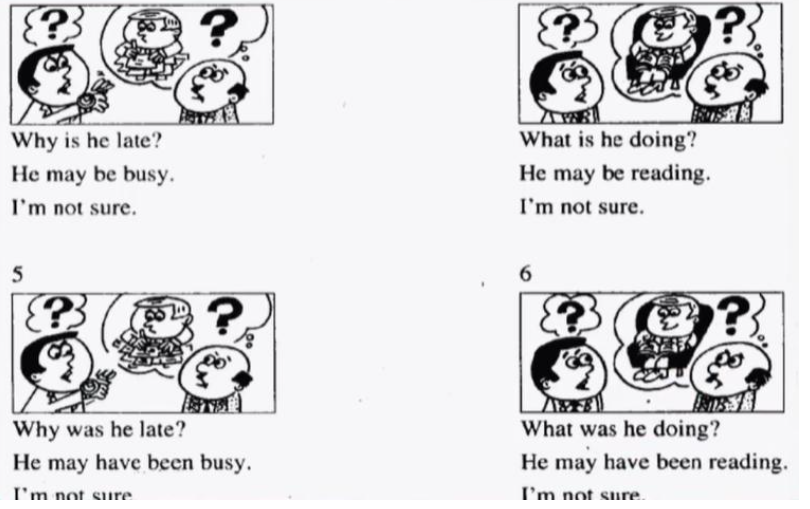 ?
?
?
?
Why is he late?
He may be busy.
I'm not sure.
What is he doing?
He may be reading.
I'm not sure.
5
6
?
?
?
?
Why was he late?
He may have been busy.
I'm not sure
What was he doing?
He may have been reading.
I'm not sure.